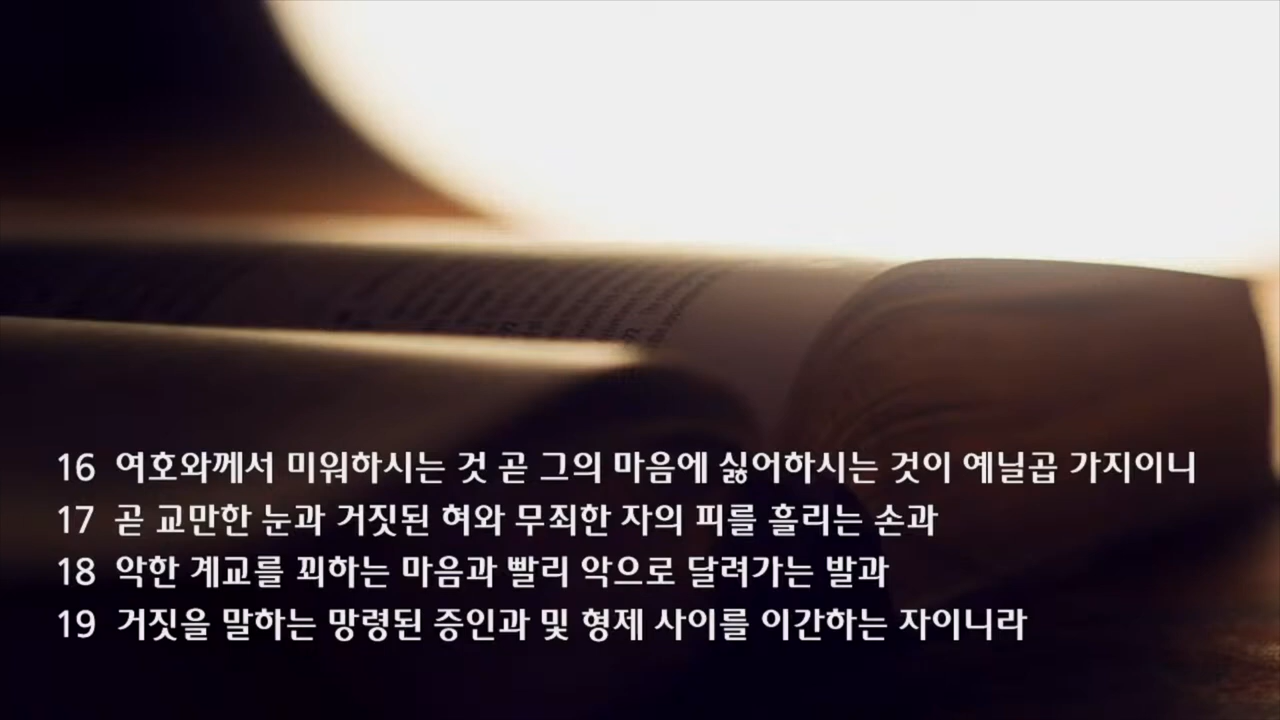 16 여호와께서 미워하시는 것 곧 그의 마음에 싫어하시는 것이 예닐곱 가지이니
17 곧 교만한 눈과 거짓된 혀와 무죄한 자의 피를 흘리는 손과
18 악한 계교를 꾀하는 마음과 빨리 악으로 달려가는 발과
19 거짓을 말하는 망령된 증인과 및 형제 사이를 이간하는 자이니라